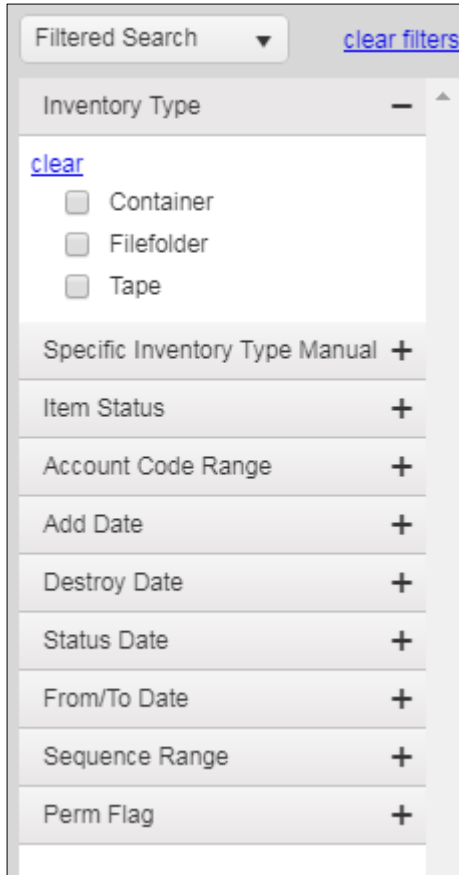 Filtered Search clear filters
Inventory Type
clear
Container
Filefolder
Tape
Specific Inventory Type Manual
Item Status
Account Code Range
Add Date
Destroy Date
Status Date
From/To Date
Sequence Range
Perm Flag